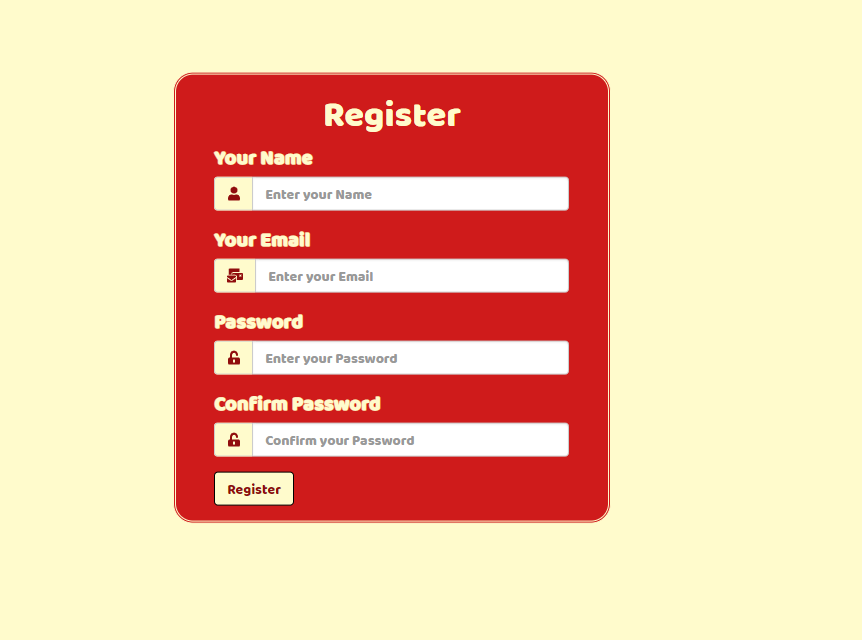 Register
Your Name
Enter your Name
Your Email
Enter your Email
Password
Enter your Password
Confirm Password
Confirm your Password
Register